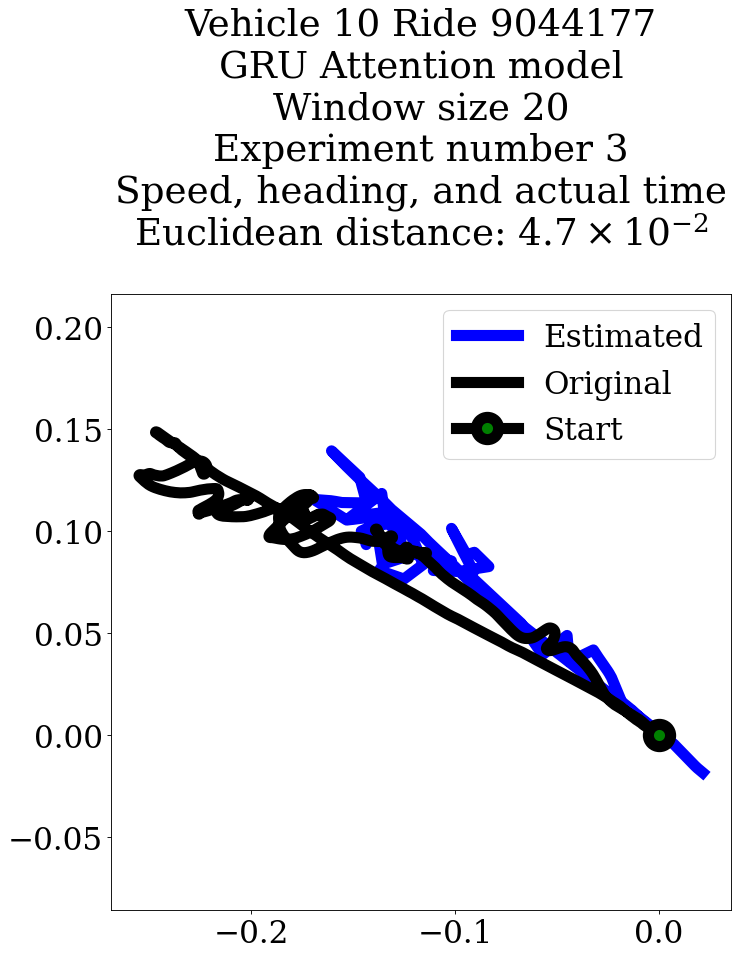 Vehicle 10 Ride 9044177
GRU Attention model
Window size 20
Experiment number 3
Speed, heading, and actual time
Euclidean distance: 4.7 × 10⁻²
Estimated
Original
Start
0.20
0.15
0.10
0.05
0.00
−0.05
−0.2
−0.1
0.0